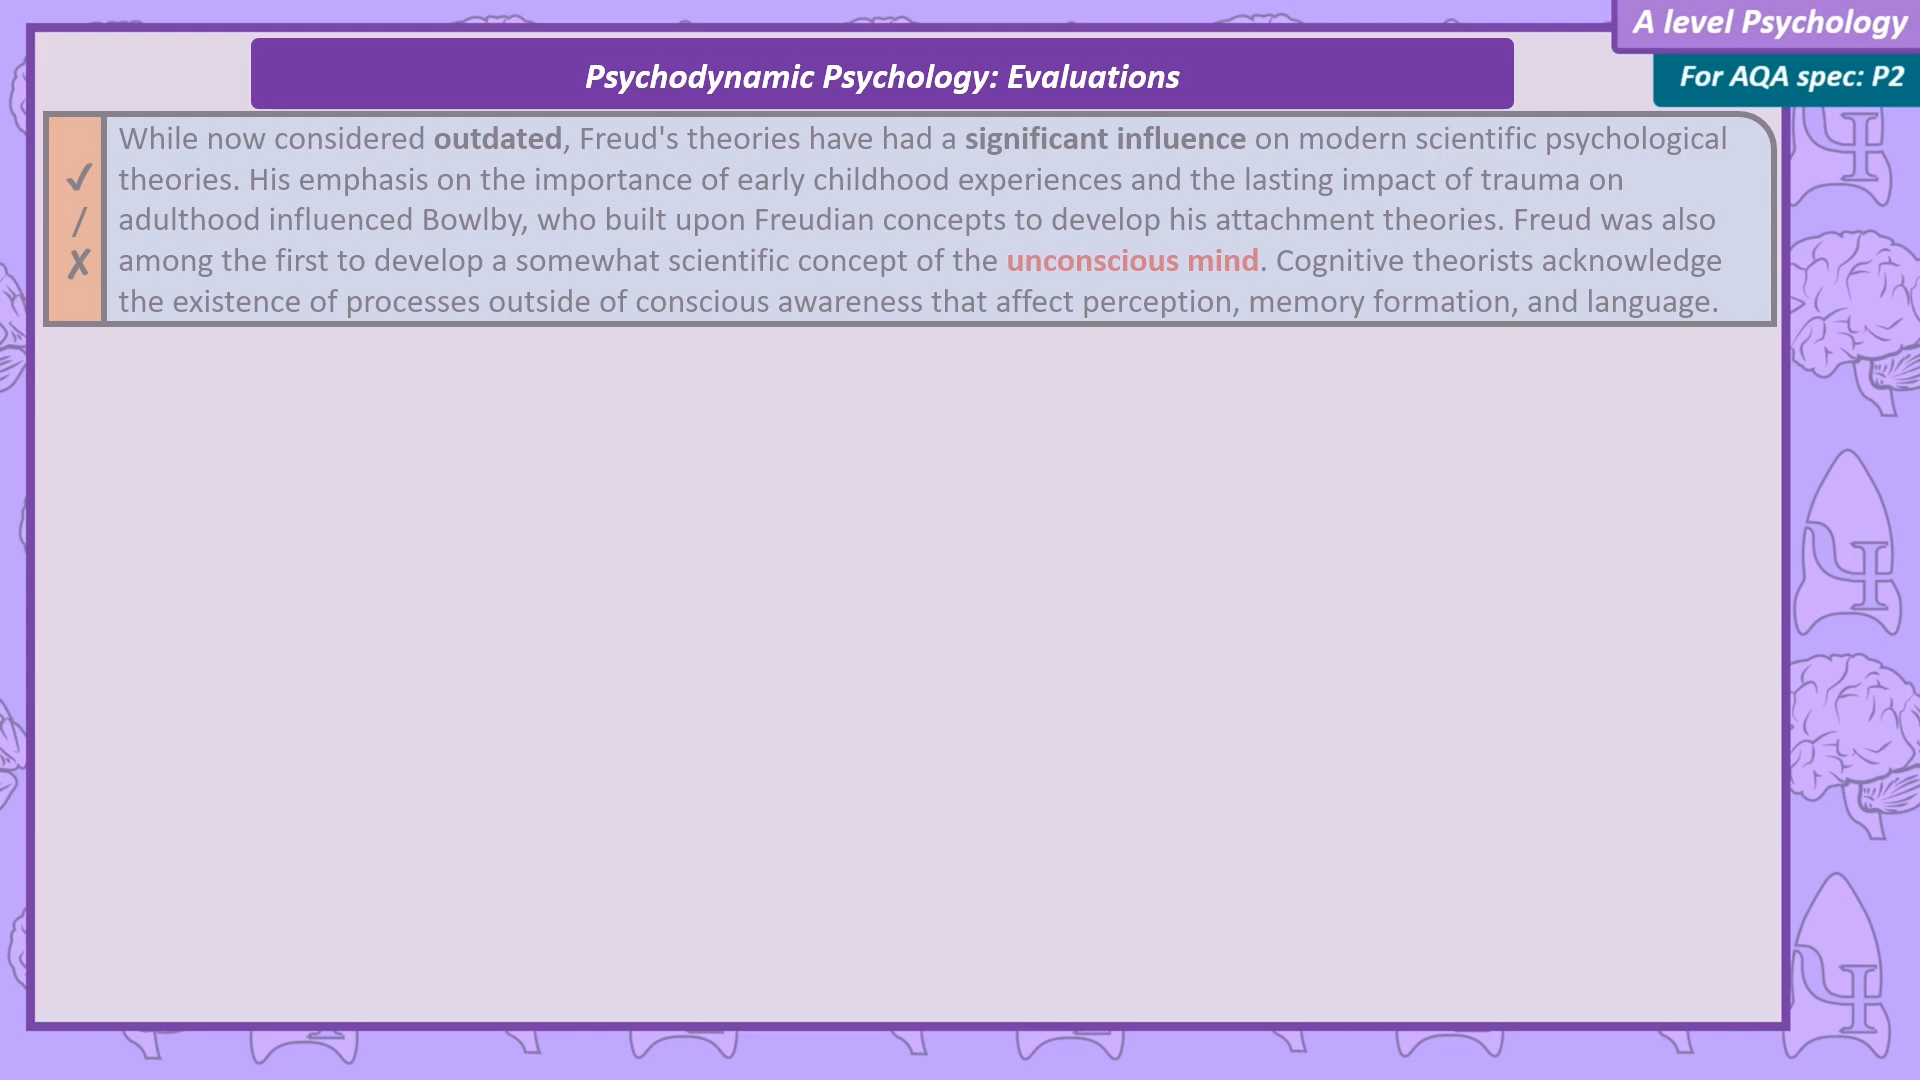 A level Psychology
Psychodynamic Psychology: Evaluations
For AQA spec: P2
✓
/
✗
While now considered outdated, Freud's theories have had a significant influence on modern scientific psychological
theories. His emphasis on the importance of early childhood experiences and the lasting impact of trauma on
adulthood influenced Bowlby, who built upon Freudian concepts to develop his attachment theories. Freud was also
among the first to develop a somewhat scientific concept of the unconscious mind. Cognitive theorists acknowledge
the existence of processes outside of conscious awareness that affect perception, memory formation, and language.